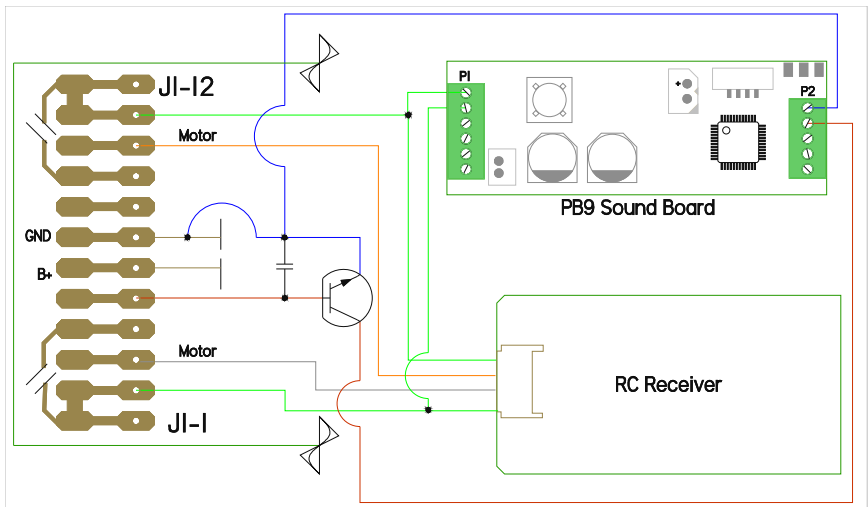 JI-I2
Motor
GND
B+
Motor
JI-I
P1
+
P2
PB9 Sound Board
RC Receiver